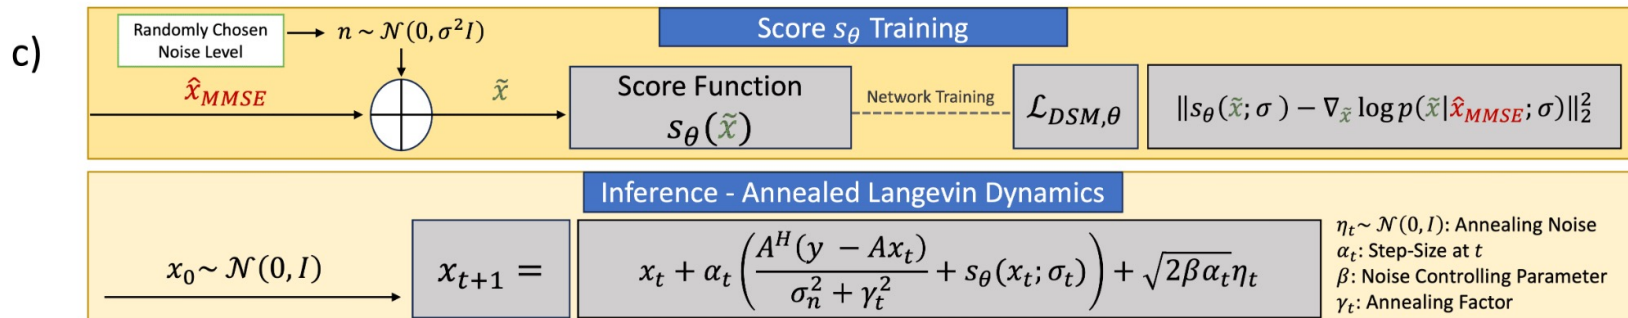 c)
Randomly Chosen
Noise Level
n ~ 𝒩(0, σ²I)
Score s_θ Training
x̂_MMSE
x̃
Score Function
s_θ(x̃)
Network Training
ℒ_DSM,θ
‖s_θ(x̃; σ ) − ∇_x̃ log p(x̃|x̂_MMSE; σ)‖₂²
Inference - Annealed Langevin Dynamics
x₀ ~ 𝒩(0, I)
x_{t+1} =
x_t + α_t ( A^H(y − Ax_t) / (σ_n² + γ_t²) + s_θ(x_t; σ_t) ) + √(2βα_t) η_t
η_t ~ 𝒩(0, I): Annealing Noise
α_t: Step-Size at t
β: Noise Controlling Parameter
γ_t: Annealing Factor